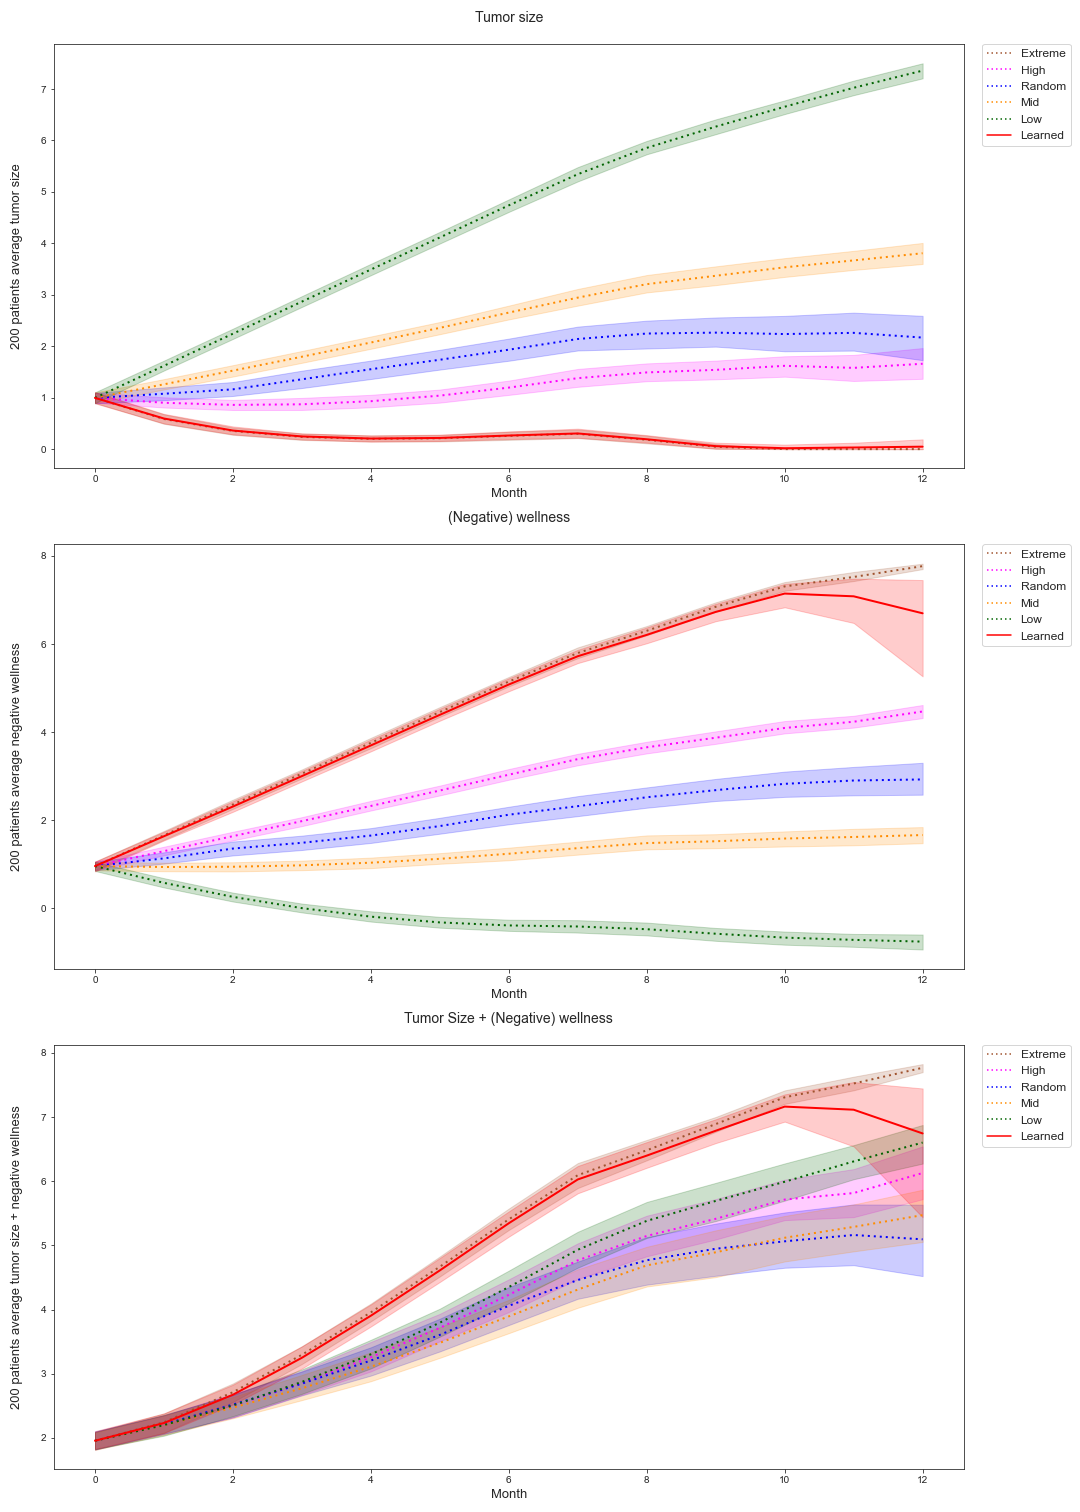 Tumor size
200 patients average tumor size
7
6
5
4
3
2
1
0
0 2 4 6 8 10 12
Month
Extreme
High
Random
Mid
Low
Learned
(Negative) wellness
200 patients average negative wellness
8
6
4
2
0
0 2 4 6 8 10 12
Month
Extreme
High
Random
Mid
Low
Learned
Tumor Size + (Negative) wellness
200 patients average tumor size + negative wellness
8
7
6
5
4
3
2
0 2 4 6 8 10 12
Month
Extreme
High
Random
Mid
Low
Learned